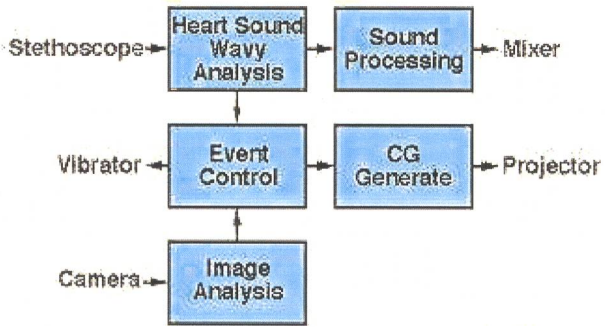 Stethoscope
Heart Sound
Wavy
Analysis
Sound
Processing
Mixer
Vibrator
Event
Control
CG
Generate
Projector
Camera
Image
Analysis